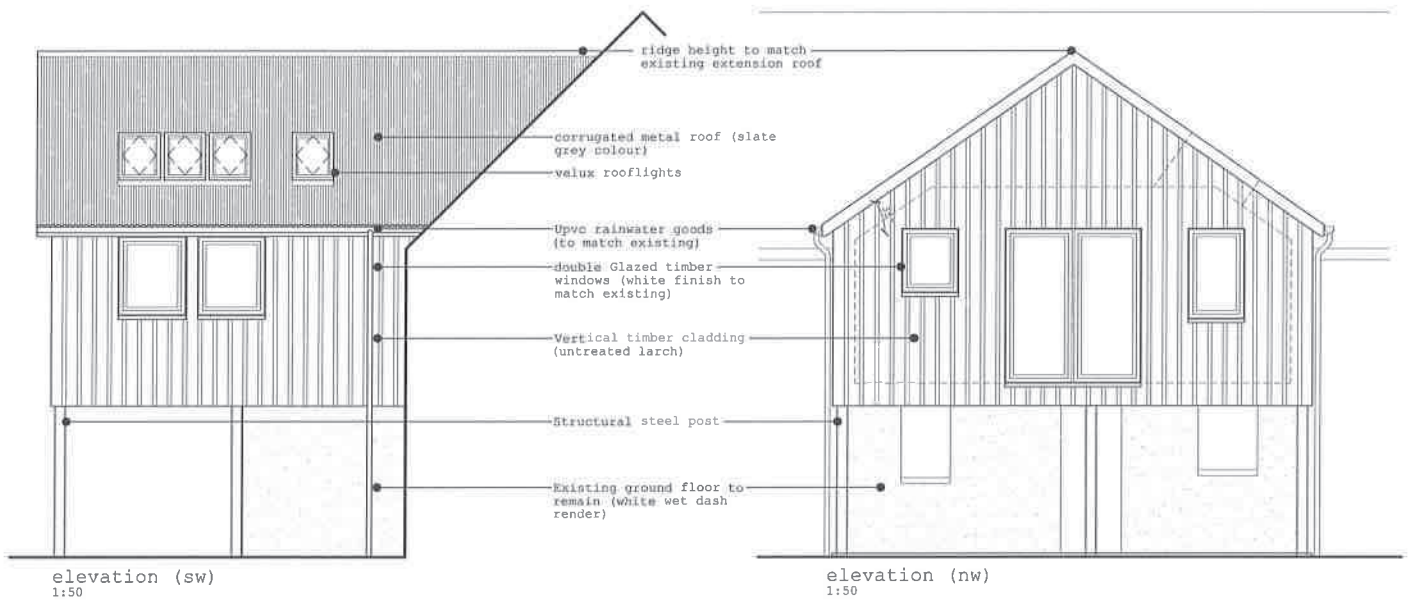 ridge height to match
existing extension roof
corrugated metal roof (slate
grey colour)
velux rooflights
Upvc rainwater goods
(to match existing)
double Glazed timber
windows (white finish to
match existing)
Vertical timber cladding
(untreated larch)
Structural steel post
Existing ground floor to
remain (white wet dash
render)
elevation (sw)
1:50
elevation (nw)
1:50